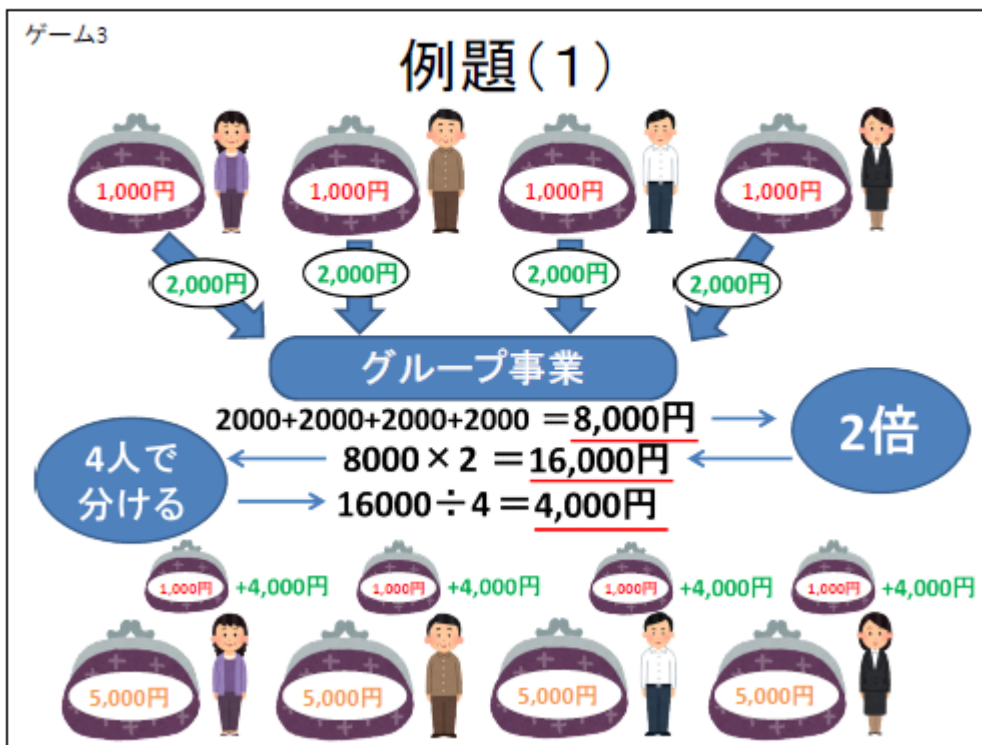 ゲーム3
例題(1)
1,000円 1,000円 1,000円 1,000円
2,000円 2,000円 2,000円 2,000円
グループ事業
2000+2000+2000+2000 =8,000円
2倍
4人で
分ける
8000×2 =16,000円
16000÷4=4,000円
1,000円 +4,000円 1,000円 +4,000円 1,000円 +4,000円 1,000円 +4,000円
5,000円 5,000円 5,000円 5,000円